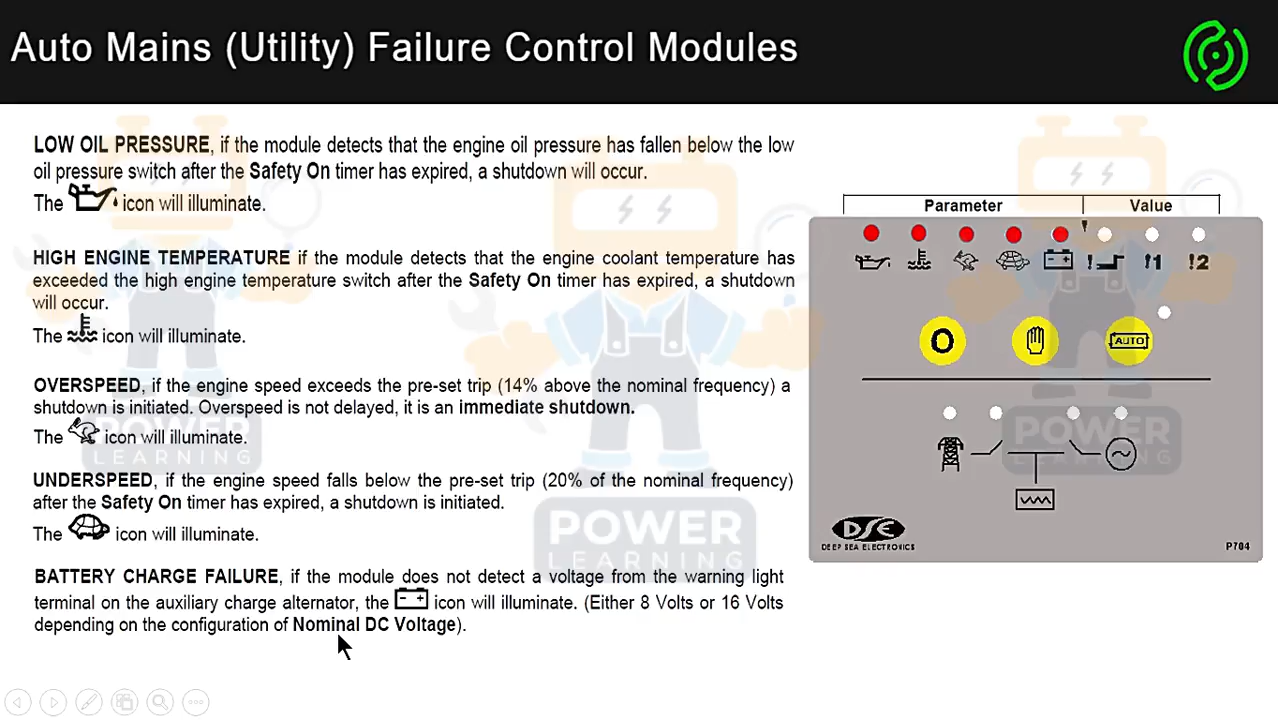 Auto Mains (Utility) Failure Control Modules
LOW OIL PRESSURE, if the module detects that the engine oil pressure has fallen below the low
oil pressure switch after the Safety On timer has expired, a shutdown will occur.
The icon will illuminate.
HIGH ENGINE TEMPERATURE if the module detects that the engine coolant temperature has
exceeded the high engine temperature switch after the Safety On timer has expired, a shutdown
will occur.
The icon will illuminate.
OVERSPEED, if the engine speed exceeds the pre-set trip (14% above the nominal frequency) a
shutdown is initiated. Overspeed is not delayed, it is an immediate shutdown.
The icon will illuminate.
UNDERSPEED, if the engine speed falls below the pre-set trip (20% of the nominal frequency)
after the Safety On timer has expired, a shutdown is initiated.
The icon will illuminate.
BATTERY CHARGE FAILURE, if the module does not detect a voltage from the warning light
terminal on the auxiliary charge alternator, the icon will illuminate. (Either 8 Volts or 16 Volts
depending on the configuration of Nominal DC Voltage).
Parameter Value
! !1 !2
O AUTO
DSE
DEEP SEA ELECTRONICS
P704
POWER
LEARNING
POWER
LEARNING
POWER
LEARNING